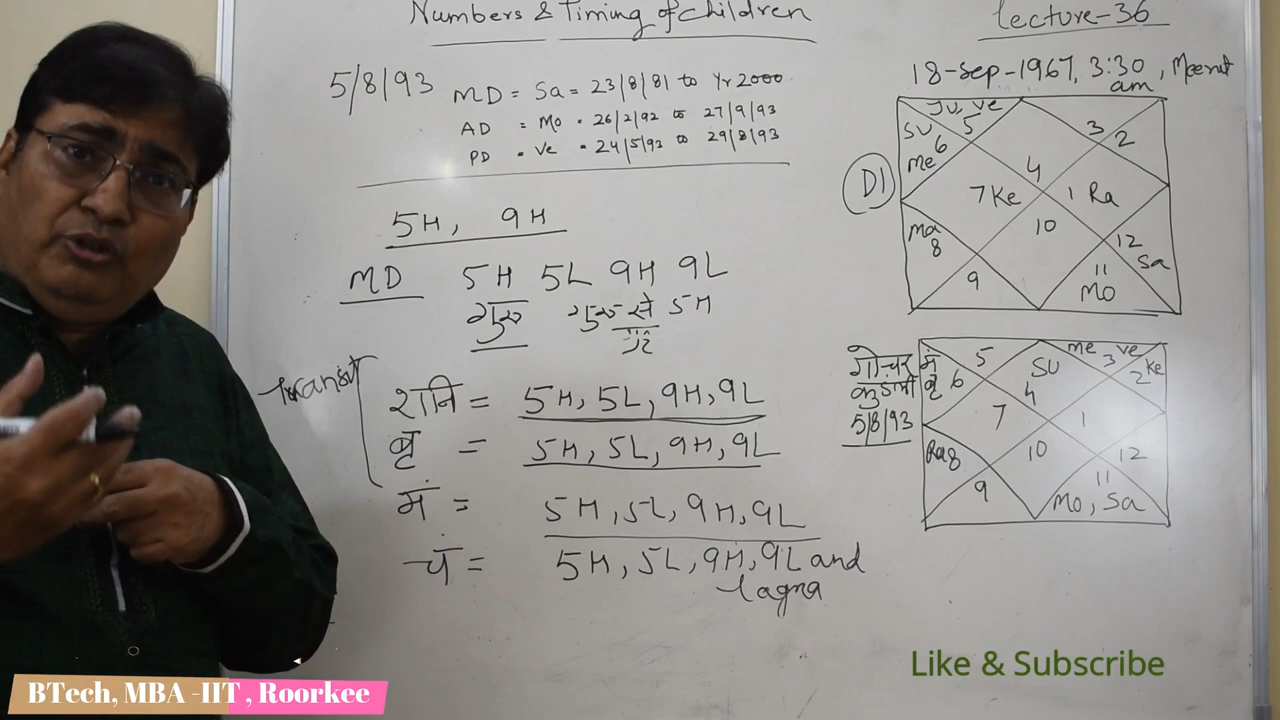 Numbers & Timing of children
Lecture-36
5/8/93
MD = Sa = 23/8/81 to Yr 2000
AD = Mo = 26/2/92 to 27/9/93
PD = Ve = 24/5/93 to 29/8/93
18-Sep-1967, 3:30 am, Meerut
5H, 9H
MD 5H 5L 9H 9L
गुरु गुरु से 5H
transit
शनि = 5H, 5L, 9H, 9L
बृ = 5H, 5L, 9H, 9L
मं = 5H, 5L, 9H, 9L
चं = 5H, 5L, 9H, 9L and
lagna
D1
Ju, Ve
5
3
2
Su
6
Me
4
7 Ke
1 Ra
10
Ma
8
12
Sa
9
11
Mo
गोचर
कुंडली
5/8/93
5
Su
me
3
ve
2
Ke
मं
बृ
6
4
7
1
Ra 8
10
12
9
11
Mo, Sa
Like & Subscribe
BTech, MBA -IIT , Roorkee